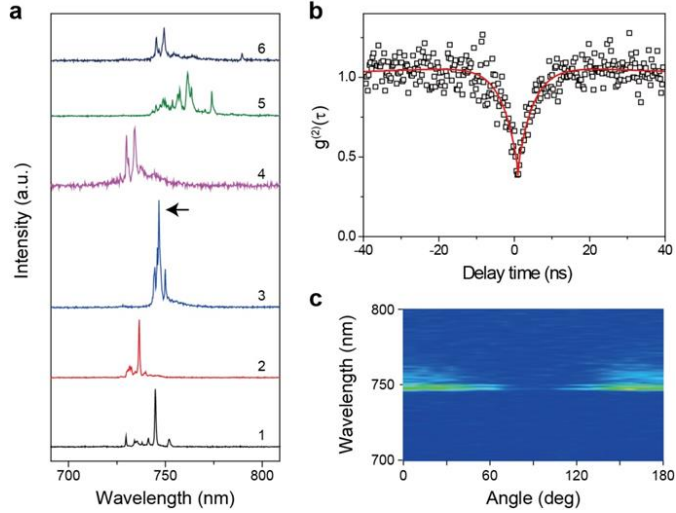 a
6
5
4
3
2
1
Intensity (a.u.)
700
750
800
Wavelength (nm)
b
1.0
0.5
0.0
g(2)(τ)
-40
-20
0
20
40
Delay time (ns)
c
800
750
700
Wavelength (nm)
0
60
120
180
Angle (deg)